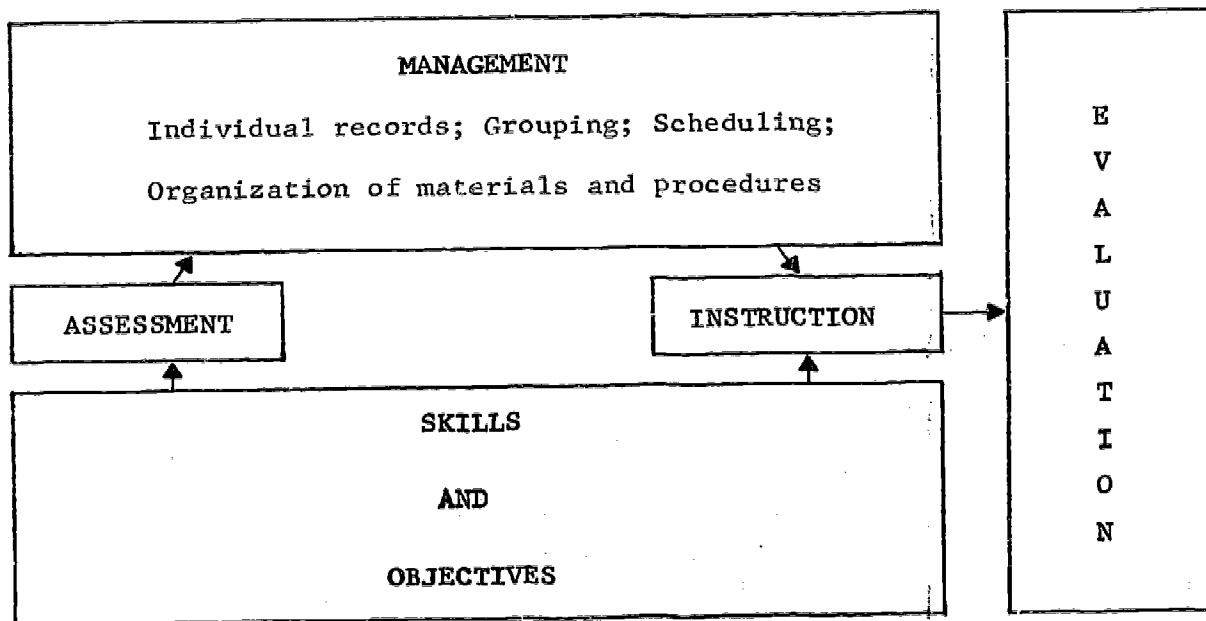 MANAGEMENT
Individual records; Grouping; Scheduling;
Organization of materials and procedures
ASSESSMENT
INSTRUCTION
SKILLS
AND
OBJECTIVES
E
V
A
L
U
A
T
I
O
N